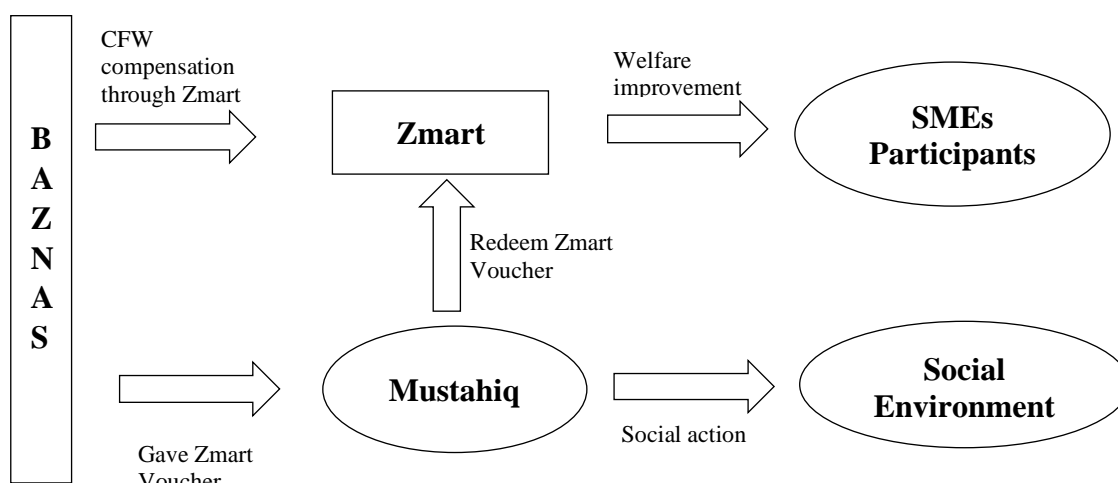 CFW
compensation
through Zmart
Welfare
improvement
B
A
Z
N
A
S
Zmart
SMEs
Participants
Redeem Zmart
Voucher
Mustahiq
Social
Environment
Social action
Gave Zmart
Voucher